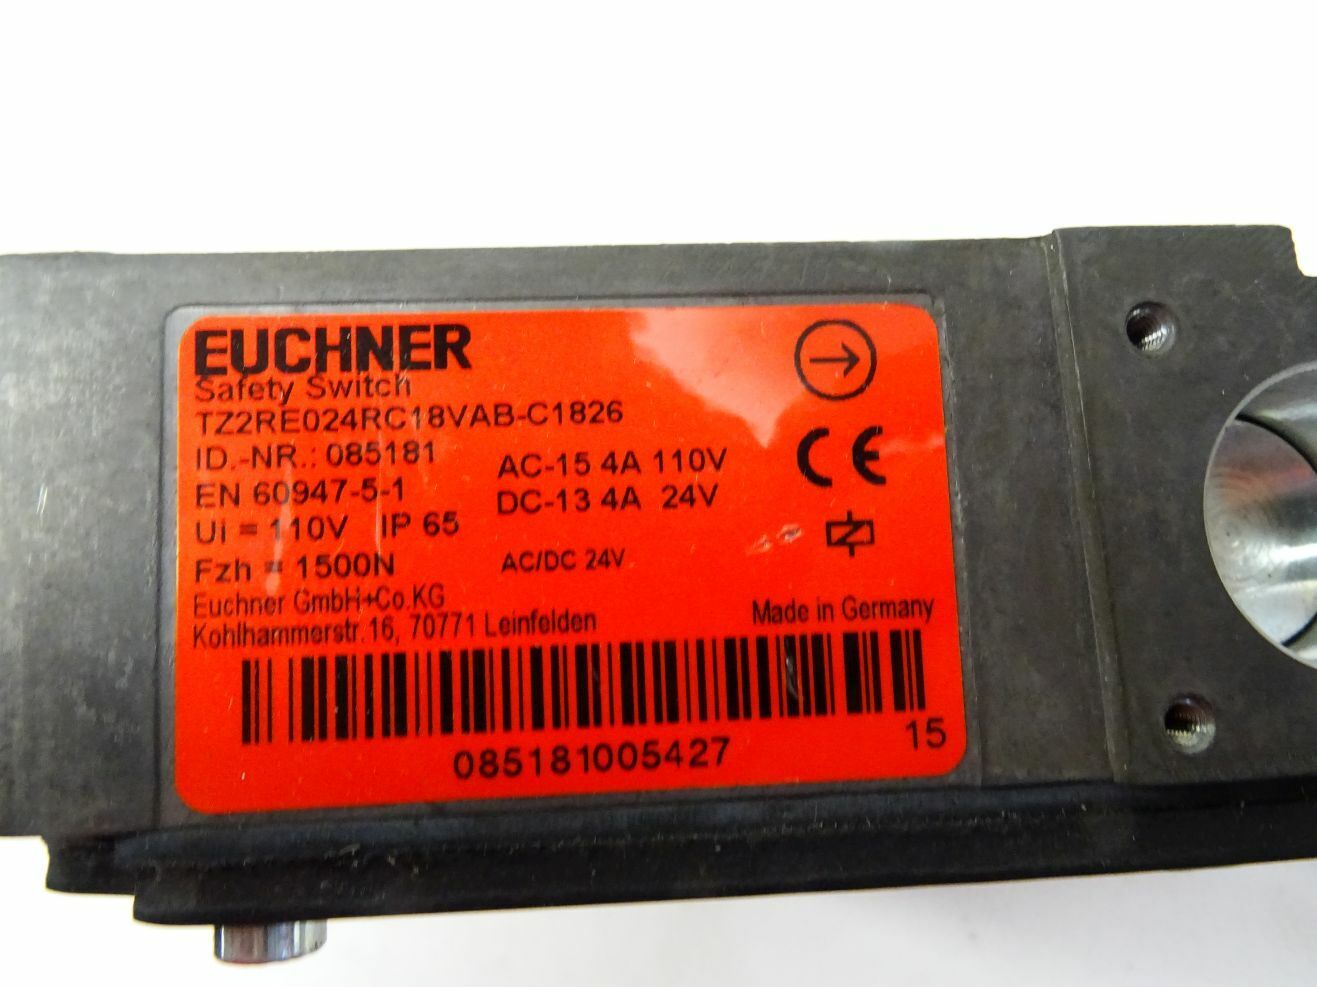 EUCHNER
Safety Switch
TZ2RE024RC18VAB-C1826
ID.-NR.: 085181
EN 60947-5-1
Ui = 110V IP 65
Fzh = 1500N
AC-15 4A 110V
DC-13 4A 24V
AC/DC 24V
CE
Euchner GmbH+Co.KG
Kohlhammerstr.16, 70771 Leinfelden
Made in Germany
085181005427
15